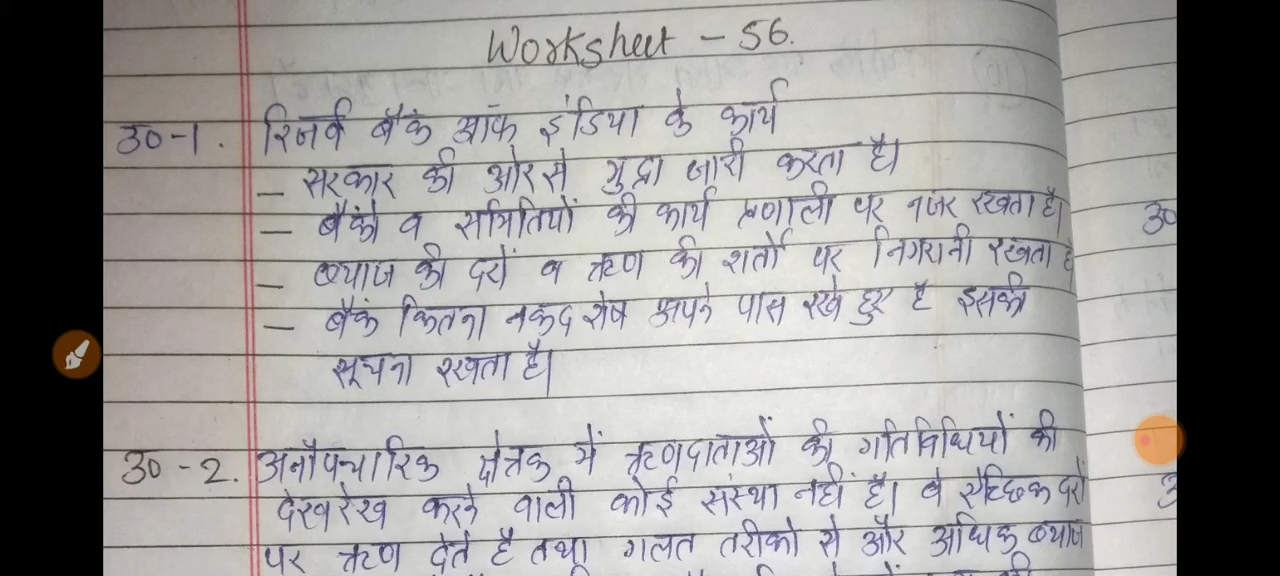 Worksheet - 56.
उ०-1. रिजर्व बैंक ऑफ इंडिया के कार्य
- सरकार की ओर से मुद्रा जारी करता है।
- बैंको व समितियों की कार्य प्रणाली पर नजर रखता है।
- ब्याज की दरों व ऋण की शर्तों पर निगरानी रखता है
- बैंक कितना नकद शेष अपने पास रखे हुए है इसकी
सूचना रखता है।
उ०-2. अनौपचारिक क्षेत्रक में ऋणदाताओं की गतिविधियों की
देखरेख करने वाली कोई संस्था नहीं है। वे ऐच्छिक दरों
पर ऋण देते है तथा गलत तरीको से और अधिक ब्याज